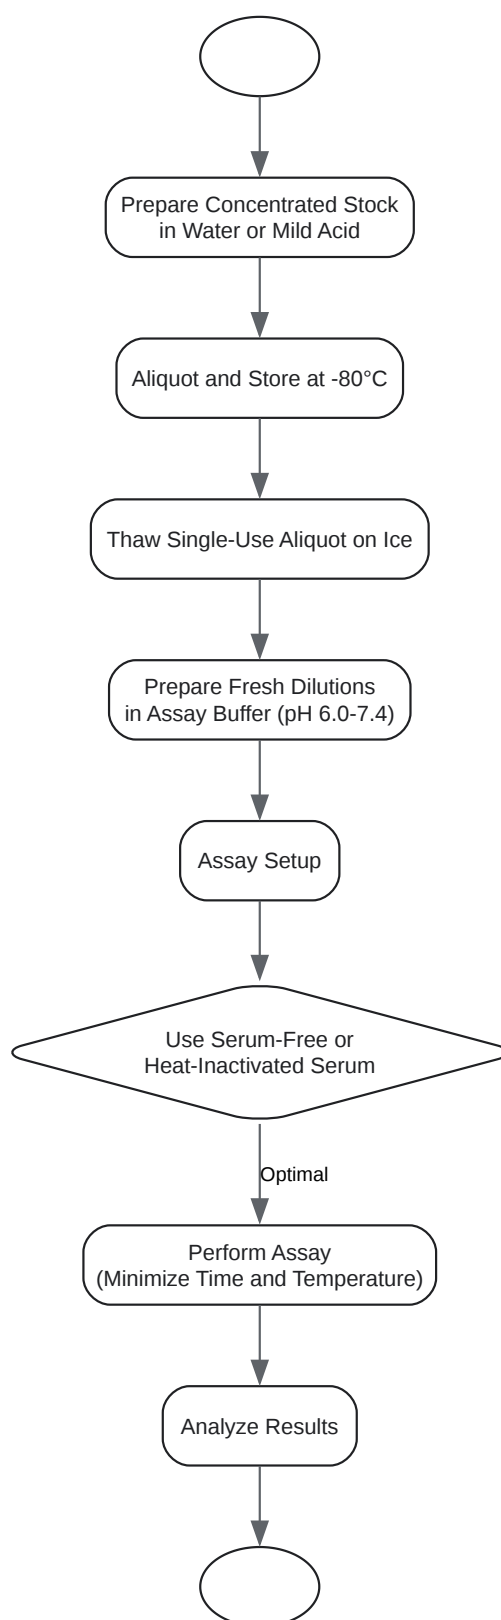 Prepare Concentrated Stock
in Water or Mild Acid
Aliquot and Store at -80°C
Thaw Single-Use Aliquot on Ice
Prepare Fresh Dilutions
in Assay Buffer (pH 6.0-7.4)
Assay Setup
Use Serum-Free or
Heat-Inactivated Serum
Optimal
Perform Assay
(Minimize Time and Temperature)
Analyze Results